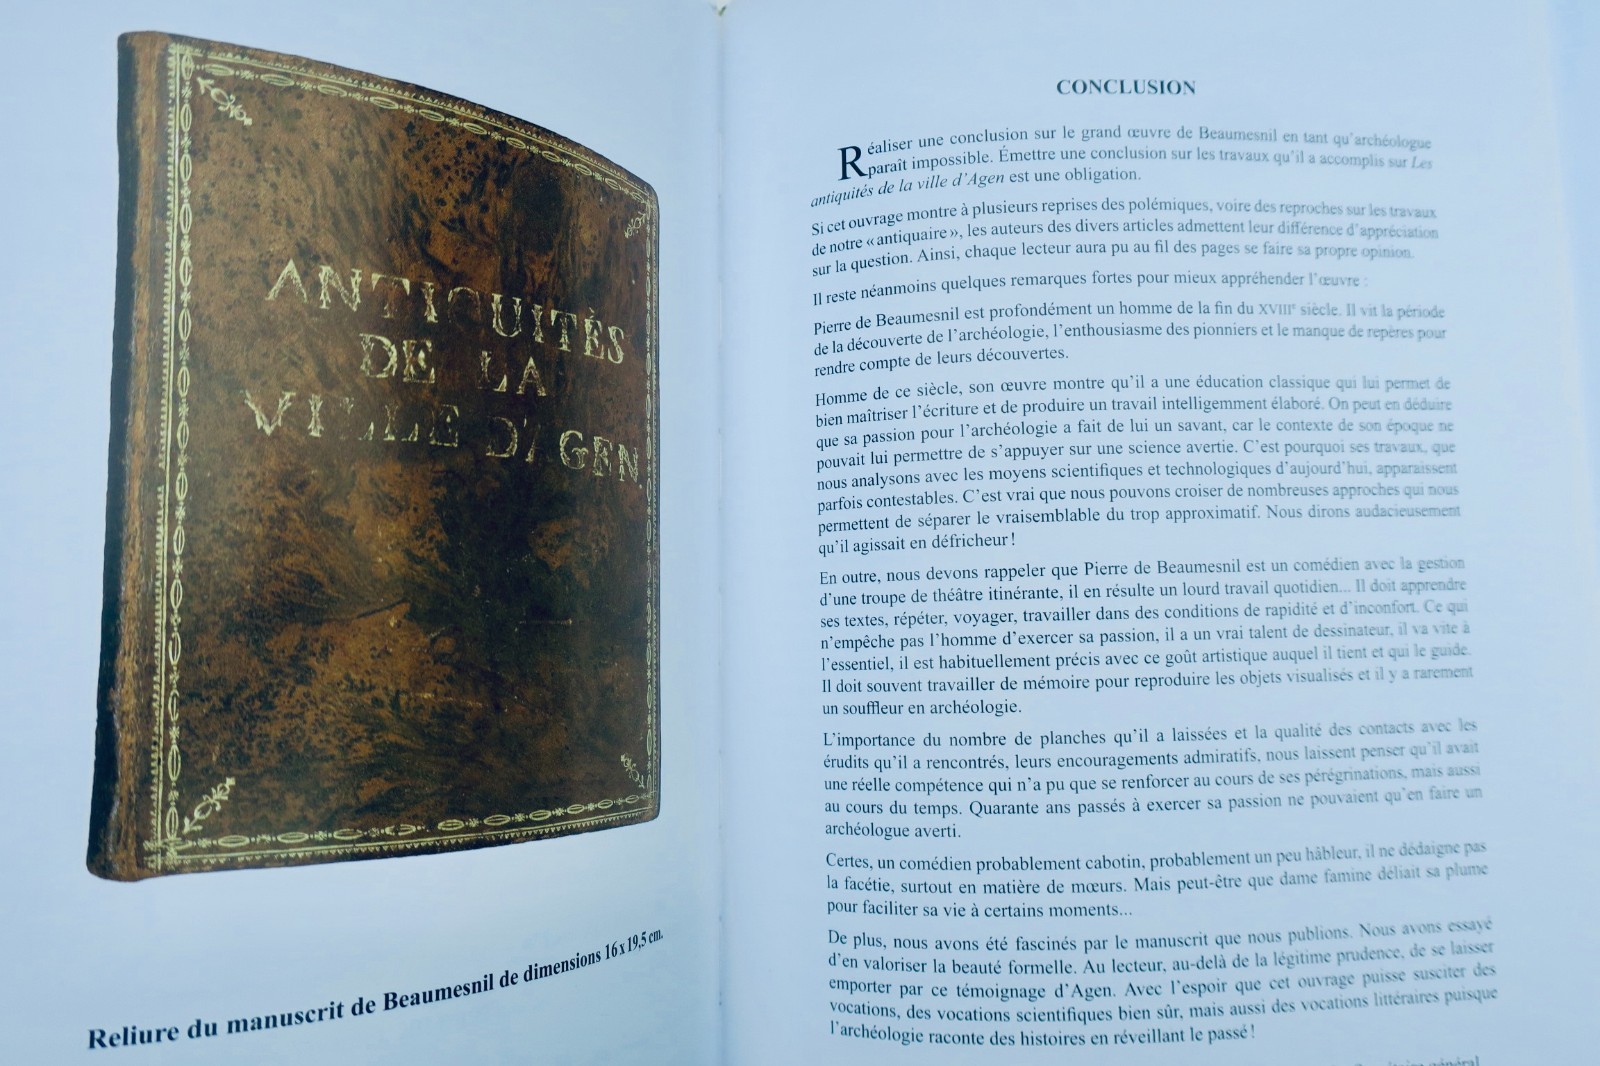 ANTIQUITÉS
DE LA
VILLE D'AGEN.
Reliure du manuscrit de Beaumesnil de dimensions 16 x 19,5 cm.
CONCLUSION
Réaliser une conclusion sur le grand œuvre de Beaumesnil en tant qu'archéologue
paraît impossible. Émettre une conclusion sur les travaux qu'il a accomplis sur Les
antiquités de la ville d'Agen est une obligation.
Si cet ouvrage montre à plusieurs reprises des polémiques, voire des reproches sur les travaux
de notre « antiquaire », les auteurs des divers articles admettent leur différence d'appréciation
sur la question. Ainsi, chaque lecteur aura pu au fil des pages se faire sa propre opinion.
Il reste néanmoins quelques remarques fortes pour mieux appréhender l'œuvre :
Pierre de Beaumesnil est profondément un homme de la fin du XVIIIe siècle. Il vit la période
de la découverte de l'archéologie, l'enthousiasme des pionniers et le manque de repères pour
rendre compte de leurs découvertes.
Homme de ce siècle, son œuvre montre qu'il a une éducation classique qui lui permet de
bien maîtriser l'écriture et de produire un travail intelligemment élaboré. On peut en déduire
que sa passion pour l'archéologie a fait de lui un savant, car le contexte de son époque ne
pouvait lui permettre de s'appuyer sur une science avertie. C'est pourquoi ses travaux, que
nous analysons avec les moyens scientifiques et technologiques d'aujourd'hui, apparaissent
parfois contestables. C'est vrai que nous pouvons croiser de nombreuses approches qui nous
permettent de séparer le vraisemblable du trop approximatif. Nous dirons audacieusement
qu'il agissait en défricheur !
En outre, nous devons rappeler que Pierre de Beaumesnil est un comédien avec la gestion
d'une troupe de théâtre itinérante, il en résulte un lourd travail quotidien... Il doit apprendre
ses textes, répéter, voyager, travailler dans des conditions de rapidité et d'inconfort. Ce qui
n'empêche pas l'homme d'exercer sa passion, il a un vrai talent de dessinateur, il va vite à
l'essentiel, il est habituellement précis avec ce goût artistique auquel il tient et qui le guide.
Il doit souvent travailler de mémoire pour reproduire les objets visualisés et il y a rarement
un souffleur en archéologie.
L'importance du nombre de planches qu'il a laissées et la qualité des contacts avec les
érudits qu'il a rencontrés, leurs encouragements admiratifs, nous laissent penser qu'il avait
une réelle compétence qui n'a pu que se renforcer au cours de ses pérégrinations, mais aussi
au cours du temps. Quarante ans passés à exercer sa passion ne pouvaient qu'en faire un
archéologue averti.
Certes, un comédien probablement cabotin, probablement un peu hâbleur, il ne dédaigne pas
la facétie, surtout en matière de mœurs. Mais peut-être que dame famine déliait sa plume
pour faciliter sa vie à certains moments...
De plus, nous avons été fascinés par le manuscrit que nous publions. Nous avons essayé
d'en valoriser la beauté formelle. Au lecteur, au-delà de la légitime prudence, de se laisser
emporter par ce témoignage d'Agen. Avec l'espoir que cet ouvrage puisse susciter des
vocations, des vocations scientifiques bien sûr, mais aussi des vocations littéraires puisque
l'archéologie raconte des histoires en réveillant le passé !
général